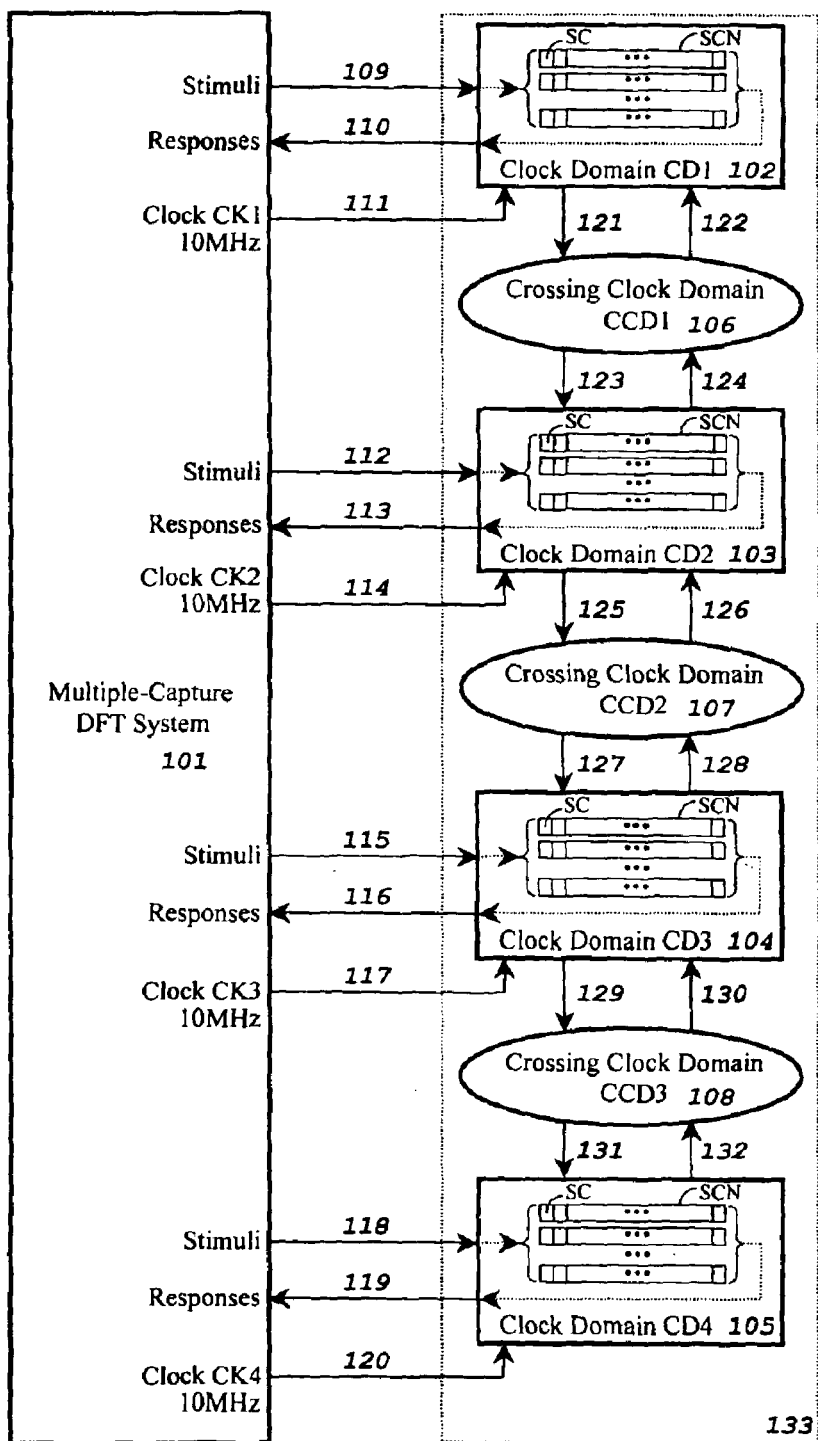 SC SCN
Stimuli 109
Responses 110
Clock Domain CD1 102
Clock CK1 111
10MHz
121 122
Crossing Clock Domain
CCD1 106
123 124
SC SCN
Stimuli 112
Responses 113
Clock Domain CD2 103
Clock CK2 114
10MHz
125 126
Crossing Clock Domain
CCD2 107
Multiple-Capture
DFT System
101
127 128
SC SCN
Stimuli 115
Responses 116
Clock Domain CD3 104
Clock CK3 117
10MHz
129 130
Crossing Clock Domain
CCD3 108
131 132
SC SCN
Stimuli 118
Responses 119
Clock Domain CD4 105
Clock CK4 120
10MHz
133